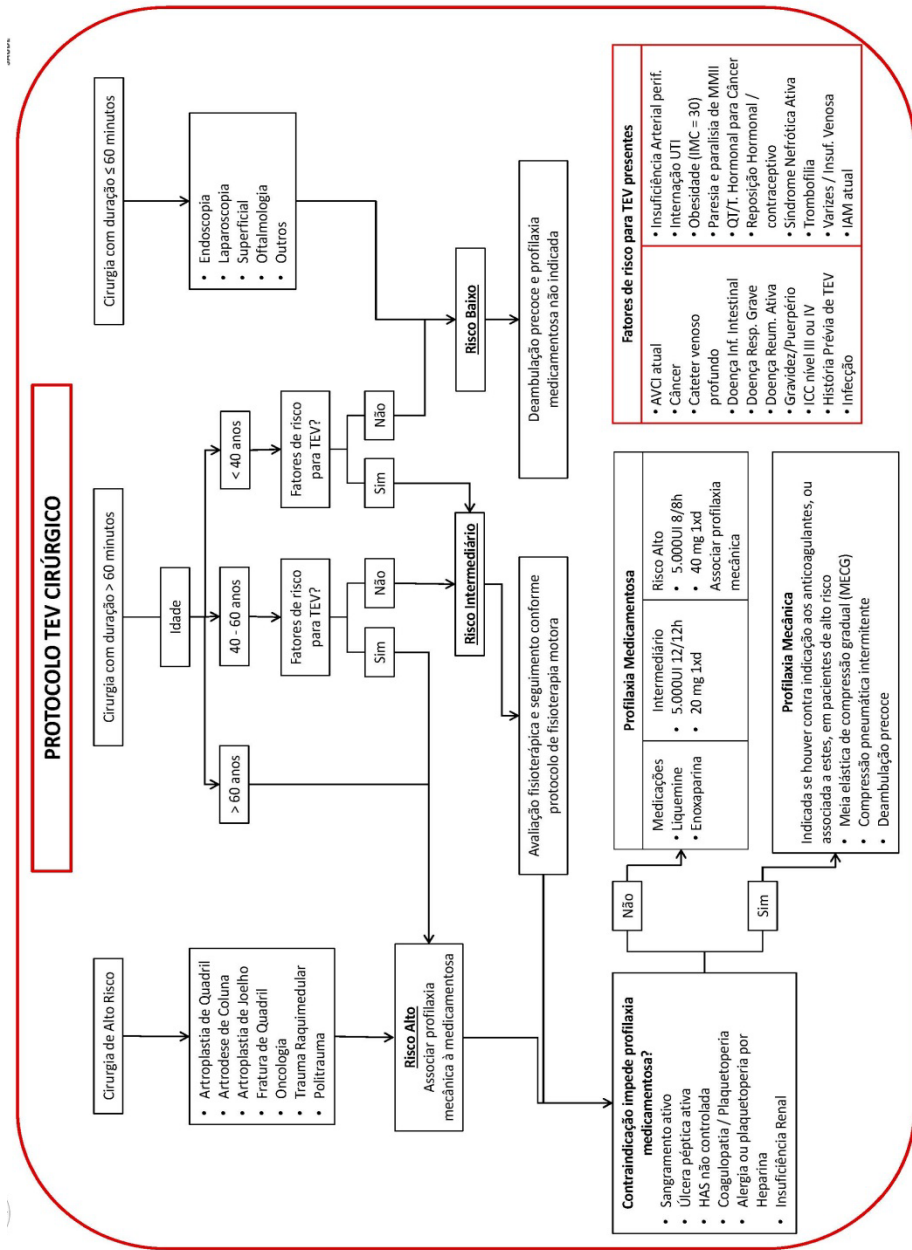 PROTOCOLO TEV CIRÚRGICO
Cirurgia de Alto Risco
• Artroplastia de Quadril
• Artrodese de Coluna
• Artroplastia de Joelho
• Fratura de Quadril
• Oncologia
• Trauma Raquimedular
• Politrauma
Risco Alto
Associar profilaxia
mecânica à medicamentosa
Cirurgia com duração > 60 minutos
Idade
> 60 anos
40 - 60 anos
Fatores de risco
para TEV?
Sim
Não
< 40 anos
Fatores de risco
para TEV?
Sim
Não
Risco Intermediário
Avaliação fisioterápica e seguimento conforme
protocolo de fisioterapia motora
Cirurgia com duração ≤ 60 minutos
• Endoscopia
• Laparoscopia
• Superficial
• Oftalmologia
• Outros
Risco Baixo
Deambulação precoce e profilaxia
medicamentosa não indicada
Contraindicação impede profilaxia
medicamentosa?
• Sangramento ativo
• Úlcera péptica ativa
• HAS não controlada
• Coagulopatia / Plaquetoperia
• Alergia ou plaquetoperia por
Heparina
• Insuficiência Renal
Não
Sim
Profilaxia Medicamentosa
Medicações
• Liquemine
• Enoxaparina
Intermediário
• 5.000UI 12/12h
• 20 mg 1xd
Risco Alto
• 5.000UI 8/8h
• 40 mg 1xd
Associar profilaxia
mecânica
Profilaxia Mecânica
Indicada se houver contra indicação aos anticoagulantes, ou
associada a estes, em pacientes de alto risco
• Meia elástica de compressão gradual (MECG)
• Compressão pneumática intermitente
• Deambulação precoce
Fatores de risco para TEV presentes
• AVCI atual
• Câncer
• Cateter venoso
profundo
• Doença Inf. Intestinal
• Doença Resp. Grave
• Doença Reum. Ativa
• Gravidez/Puerpério
• ICC nível III ou IV
• História Prévia de TEV
• Infecção
• Insuficiência Arterial perif.
• Internação UTI
• Obesidade (IMC = 30)
• Paresia e paralisia de MMII
• QT/T. Hormonal para Câncer
• Reposição Hormonal /
contraceptivo
• Sindrome Nefrótica Ativa
• Trombofilia
• Varizes / Insuf. Venosa
• IAM atual